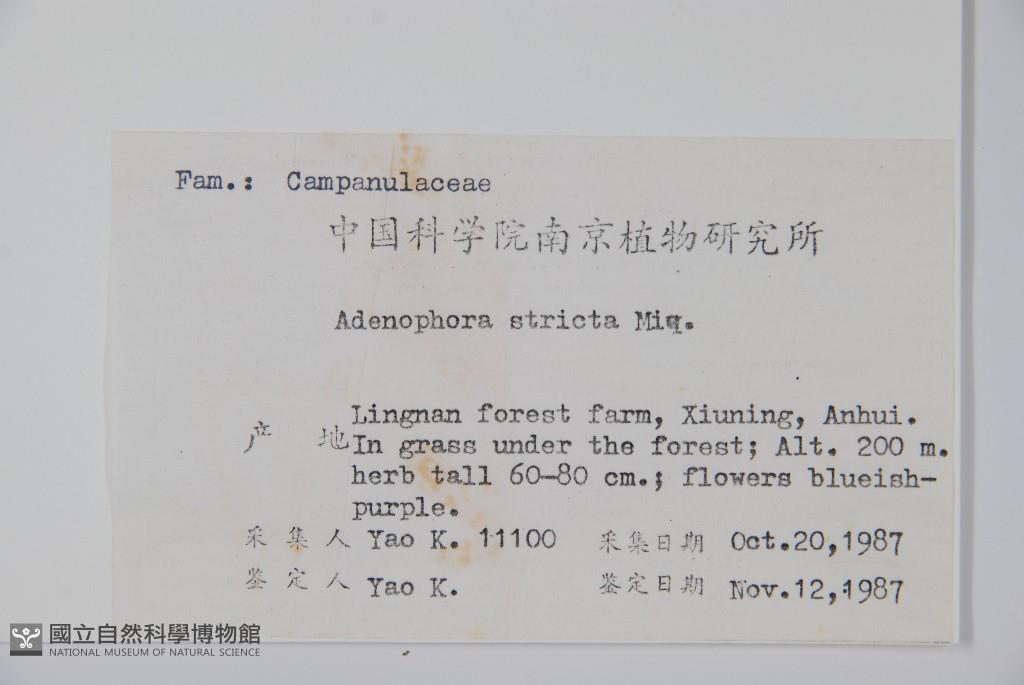 Fam.: Campanulaceae
中国科学院南京植物研究所
Adenophora stricta Miq.
产 地 Lingnan forest farm, Xiuning, Anhui.
In grass under the forest; Alt. 200 m.
herb tall 60-80 cm.; flowers blueish-
purple.
采 集 人 Yao K. 11100 采集日期 Oct.20,1987
鉴 定 人 Yao K. 鉴定日期 Nov.12,1987
國立自然科學博物館
NATIONAL MUSEUM OF NATURAL SCIENCE